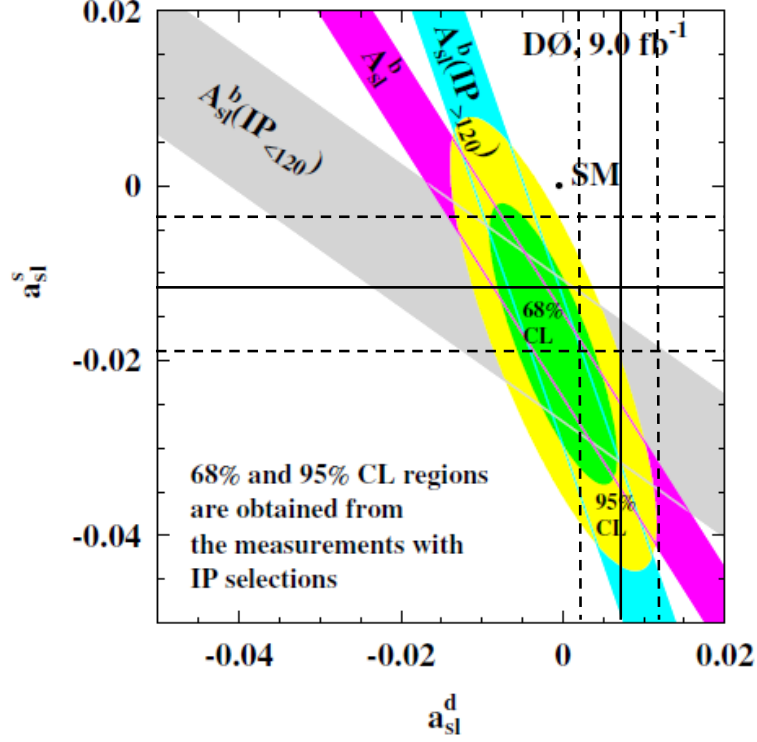 0.02
0
-0.02
-0.04
a_sl^s
DØ, 9.0 fb^-1
A_sl^b
A_sl^b(IP_>120)
A_sl^b(IP_<120)
SM
68%
CL
95%
CL
68% and 95% CL regions
are obtained from
the measurements with
IP selections
-0.04 -0.02 0 0.02
a_sl^d